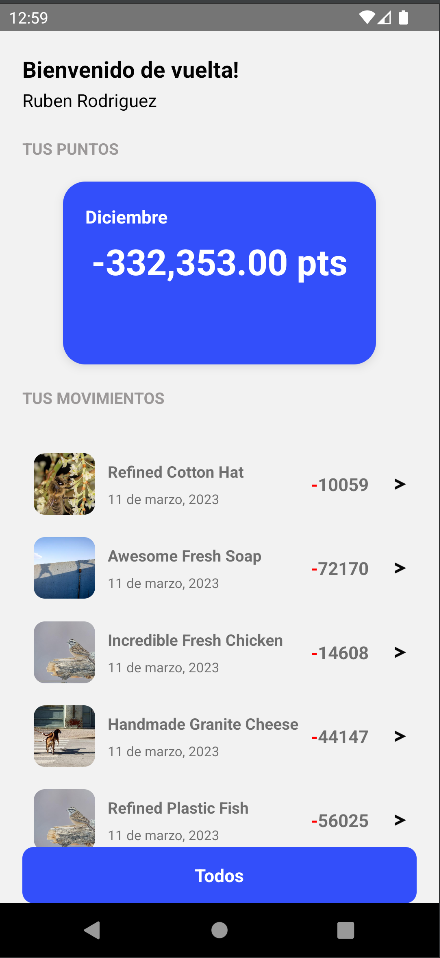 12:59
Bienvenido de vuelta!
Ruben Rodriguez
TUS PUNTOS
Diciembre
-332,353.00 pts
TUS MOVIMIENTOS
Refined Cotton Hat
11 de marzo, 2023
-10059 >
Awesome Fresh Soap
11 de marzo, 2023
-72170 >
Incredible Fresh Chicken
11 de marzo, 2023
-14608 >
Handmade Granite Cheese
11 de marzo, 2023
-44147 >
Refined Plastic Fish
11 de marzo, 2023
-56025 >
Todos